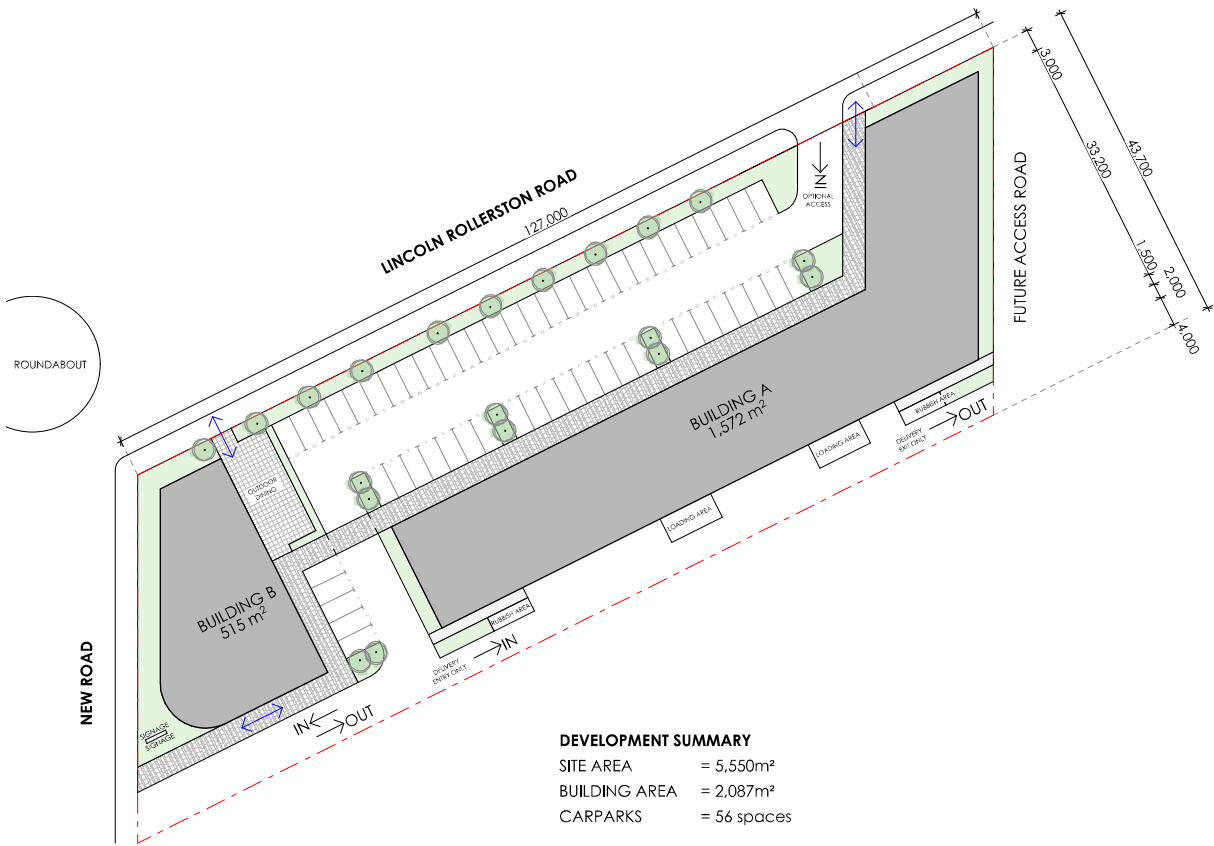 LINCOLN ROLLERSTON ROAD
127,000
3,000
33,200
43,700
1,500
2,000
4,000
FUTURE ACCESS ROAD
IN
OPTIONAL
ACCESS
ROUNDABOUT
OUTDOOR
DINING
BUILDING A
1,572 m²
BUILDING B
515 m²
RUBBISH AREA
OUT
DELIVERY
EXIT ONLY
LOADING AREA
LOADING AREA
RUBBISH AREA
IN
DELIVERY
ENTRY ONLY
NEW ROAD
SIGNAGE
SIGNAGE
IN
OUT
DEVELOPMENT SUMMARY
SITE AREA = 5,550m²
BUILDING AREA = 2,087m²
CARPARKS = 56 spaces